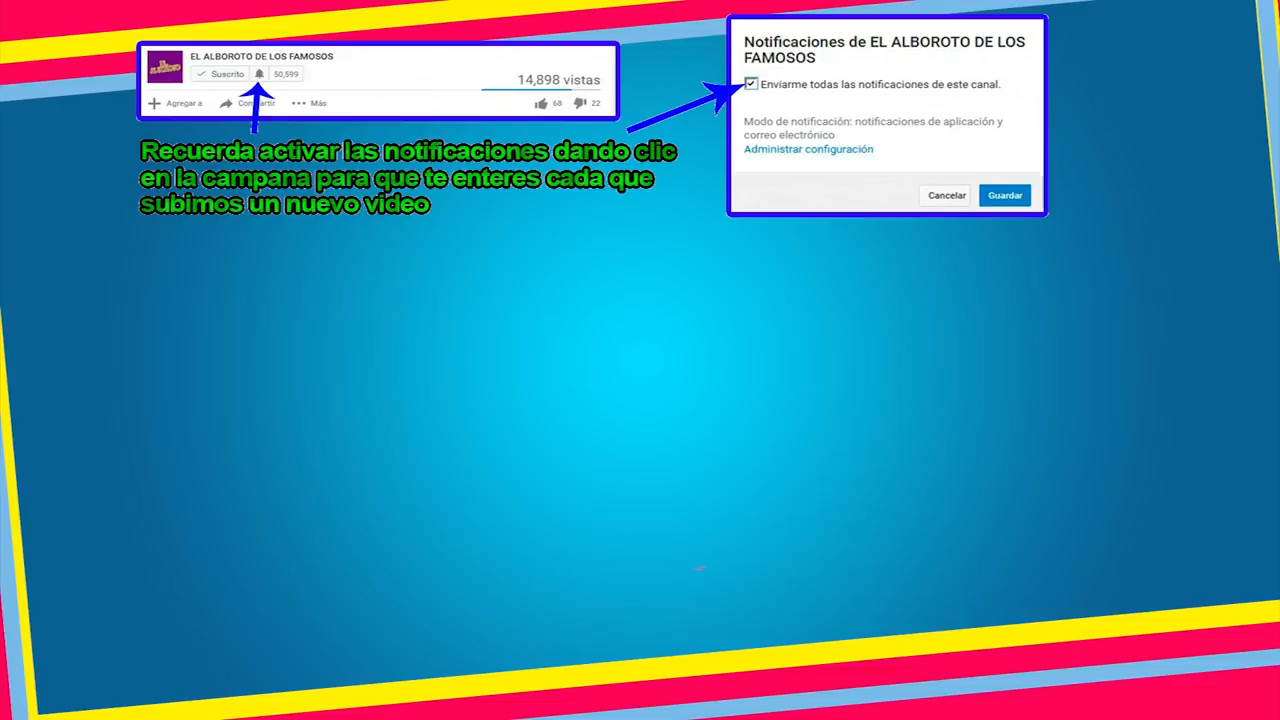 EL ALBOROTO DE LOS FAMOSOS
Suscrito 50,599
14,898 vistas
Agregar a Compartir Más 68 22
Recuerda activar las notificaciones dando clic
en la campana para que te enteres cada que
subimos un nuevo video
Notificaciones de EL ALBOROTO DE LOS
FAMOSOS
Enviarme todas las notificaciones de este canal.
Modo de notificación: notificaciones de aplicación y
correo electrónico
Administrar configuración
Cancelar Guardar